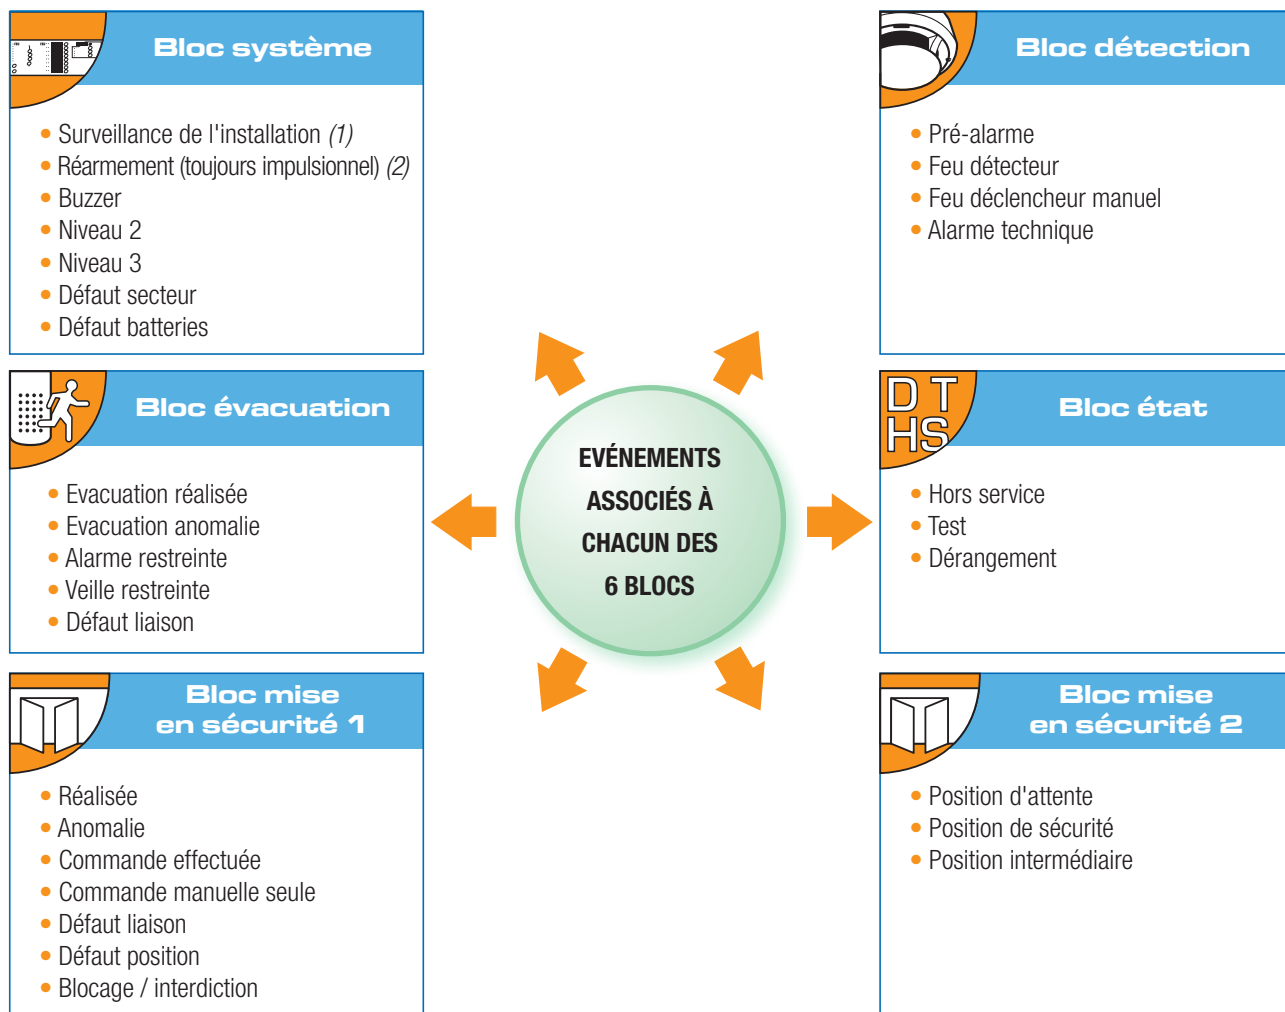 Bloc système
• Surveillance de l'installation (1)
• Réarmement (toujours impulsionnel) (2)
• Buzzer
• Niveau 2
• Niveau 3
• Défaut secteur
• Défaut batteries
Bloc détection
• Pré-alarme
• Feu détecteur
• Feu déclencheur manuel
• Alarme technique
Bloc évacuation
• Evacuation réalisée
• Evacuation anomalie
• Alarme restreinte
• Veille restreinte
• Défaut liaison
EVÉNEMENTS
ASSOCIÉS À
CHACUN DES
6 BLOCS
D T
HS
Bloc état
• Hors service
• Test
• Dérangement
Bloc mise
en sécurité 1
• Réalisée
• Anomalie
• Commande effectuée
• Commande manuelle seule
• Défaut liaison
• Défaut position
• Blocage / interdiction
Bloc mise
en sécurité 2
• Position d'attente
• Position de sécurité
• Position intermédiaire